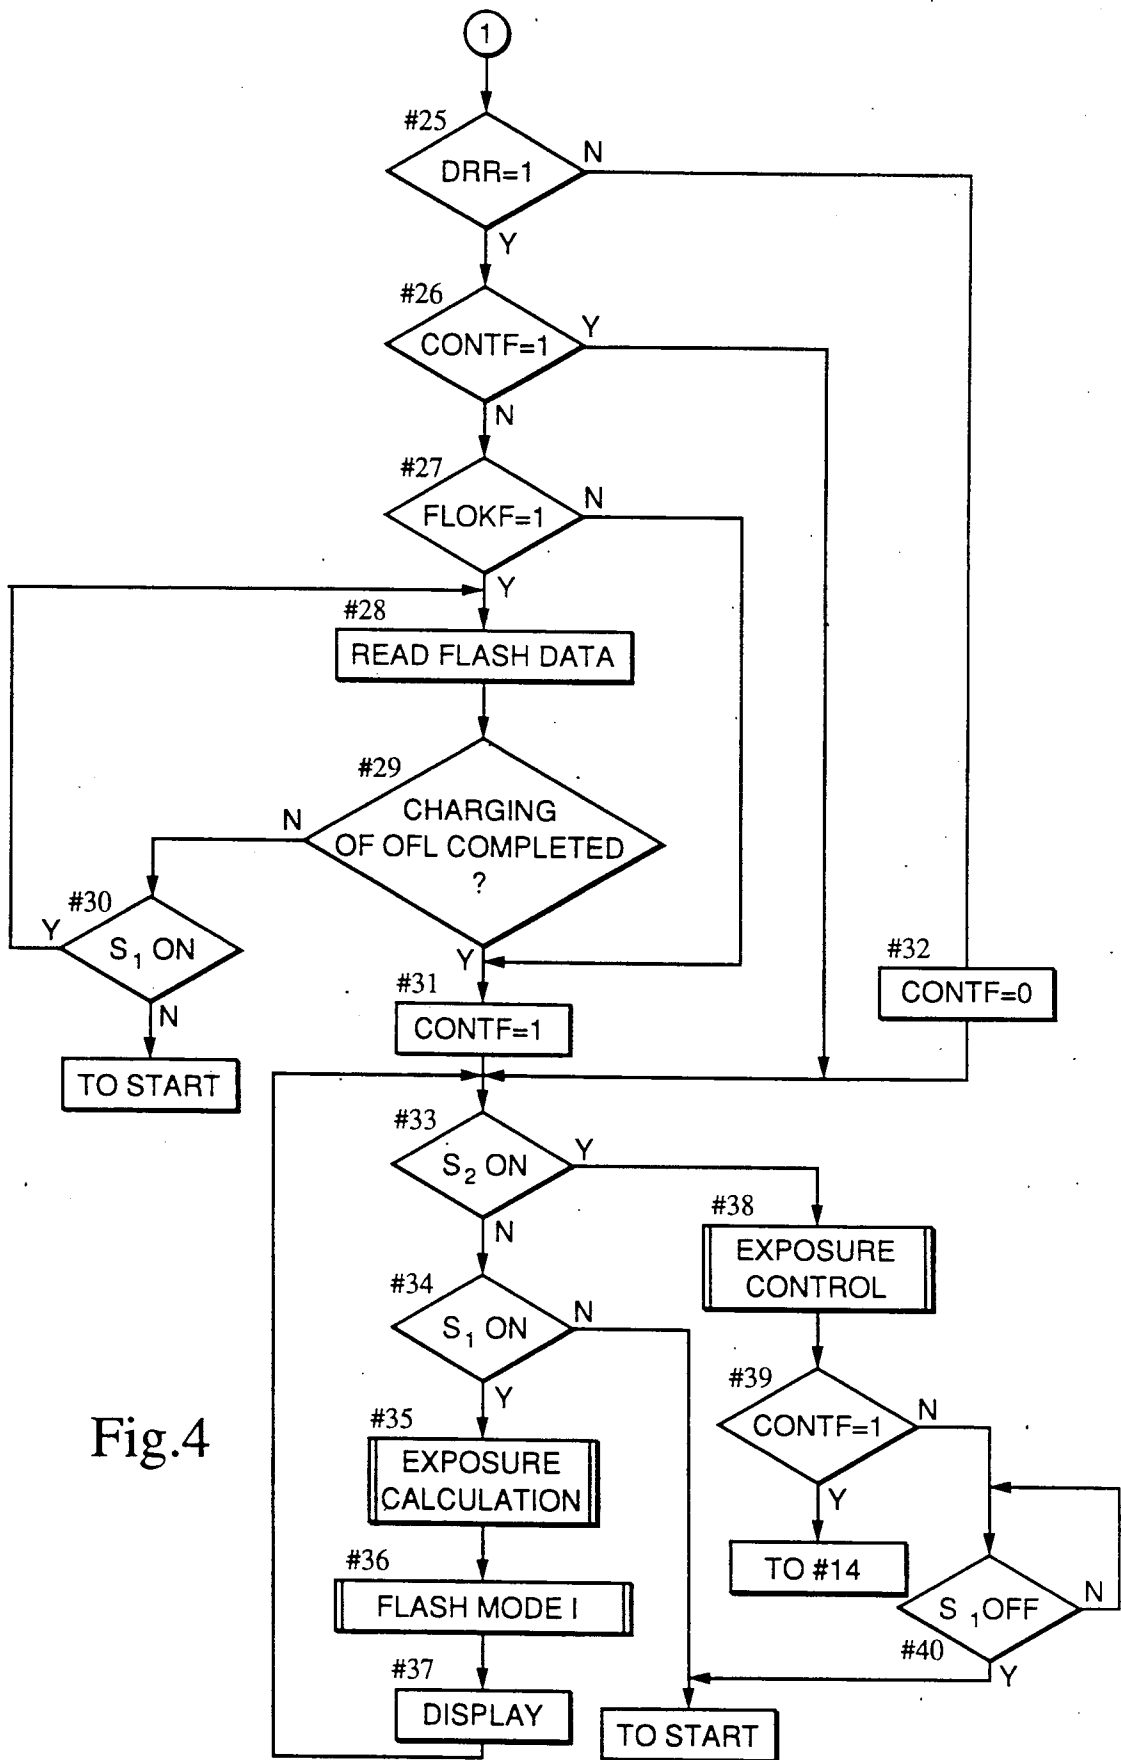 1
#25
DRR=1
N
Y
#26
CONTF=1
Y
N
#27
FLOKF=1
N
Y
#28
READ FLASH DATA
#29
CHARGING
OF OFL COMPLETED
?
N
Y
#30
S1 ON
Y
N
TO START
#31
CONTF=1
#32
CONTF=0
#33
S2 ON
Y
N
#34
S1 ON
N
Y
#35
EXPOSURE
CALCULATION
#36
FLASH MODE I
#37
DISPLAY
#38
EXPOSURE
CONTROL
#39
CONTF=1
N
Y
TO #14
S1OFF
N
#40
Y
TO START
Fig.4